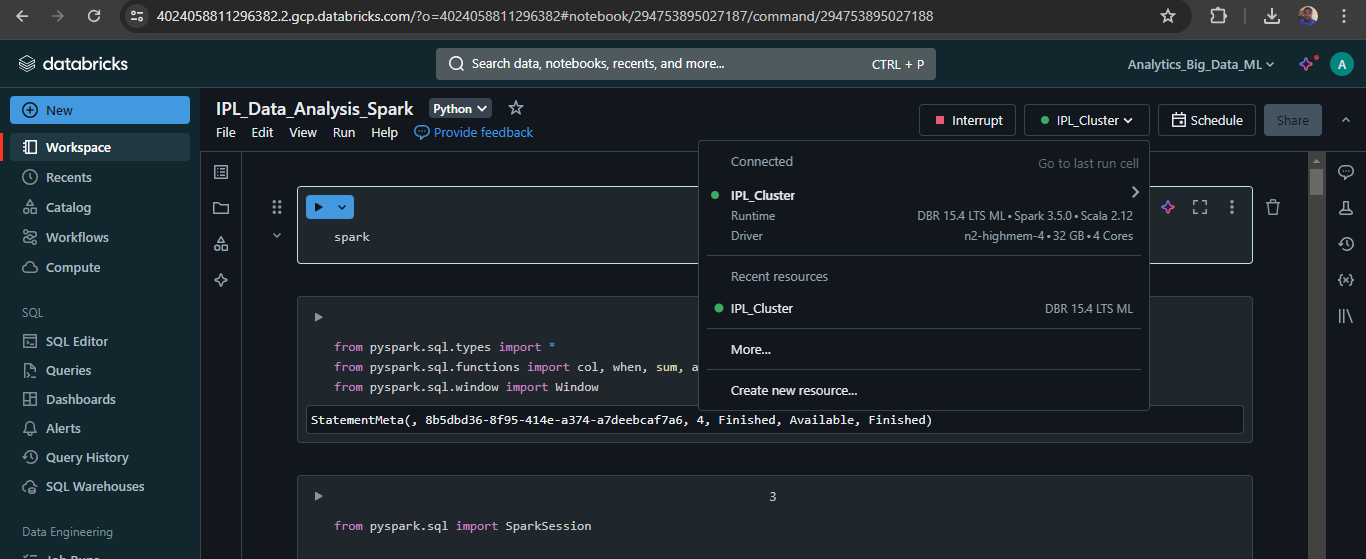 4024058811296382.2.gcp.databricks.com/?o=4024058811296382#notebook/294753895027187/command/294753895027188
databricks
Search data, notebooks, recents, and more...
CTRL + P
Analytics_Big_Data_ML
A
New
Workspace
Recents
Catalog
Workflows
Compute
SQL
SQL Editor
Queries
Dashboards
Alerts
Query History
SQL Warehouses
Data Engineering
IPL_Data_Analysis_Spark
Python
File Edit View Run Help Provide feedback
Interrupt
IPL_Cluster
Schedule
Share
Connected
Go to last run cell
IPL_Cluster
Runtime DBR 15.4 LTS ML • Spark 3.5.0 • Scala 2.12
Driver n2-highmem-4 • 32 GB • 4 Cores
Recent resources
IPL_Cluster DBR 15.4 LTS ML
More...
Create new resource...
spark
from pyspark.sql.types import *
from pyspark.sql.functions import col, when, sum, a
from pyspark.sql.window import Window
StatementMeta(, 8b5dbd36-8f95-414e-a374-a7deebcaf7a6, 4, Finished, Available, Finished)
3
from pyspark.sql import SparkSession